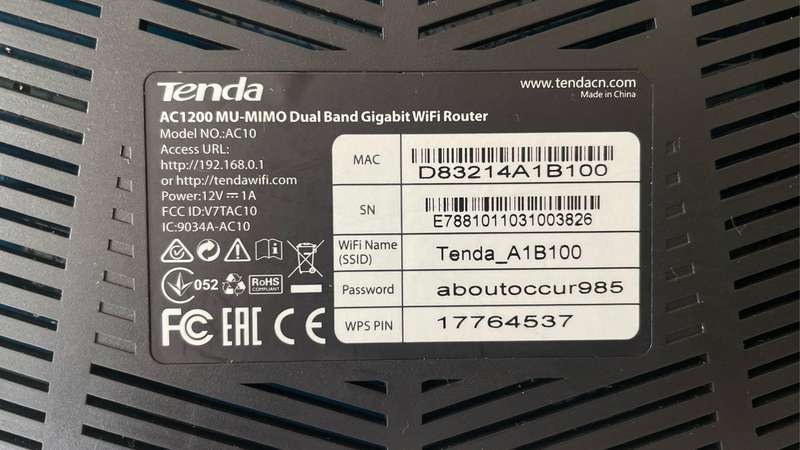 Tenda
www.tendacn.com
Made in China
AC1200 MU-MIMO Dual Band Gigabit WiFi Router
Model NO.:AC10
Access URL:
http://192.168.0.1
or http://tendawifi.com
Power:12V⎓1A
FCC ID:V7TAC10
IC:9034A-AC10
052
RoHS
COMPLIANT
FC EAC CE
MAC
D83214A1B100
SN
E7881011031003826
WiFi Name
(SSID)
Tenda_A1B100
Password
aboutoccur985
WPS PIN
17764537